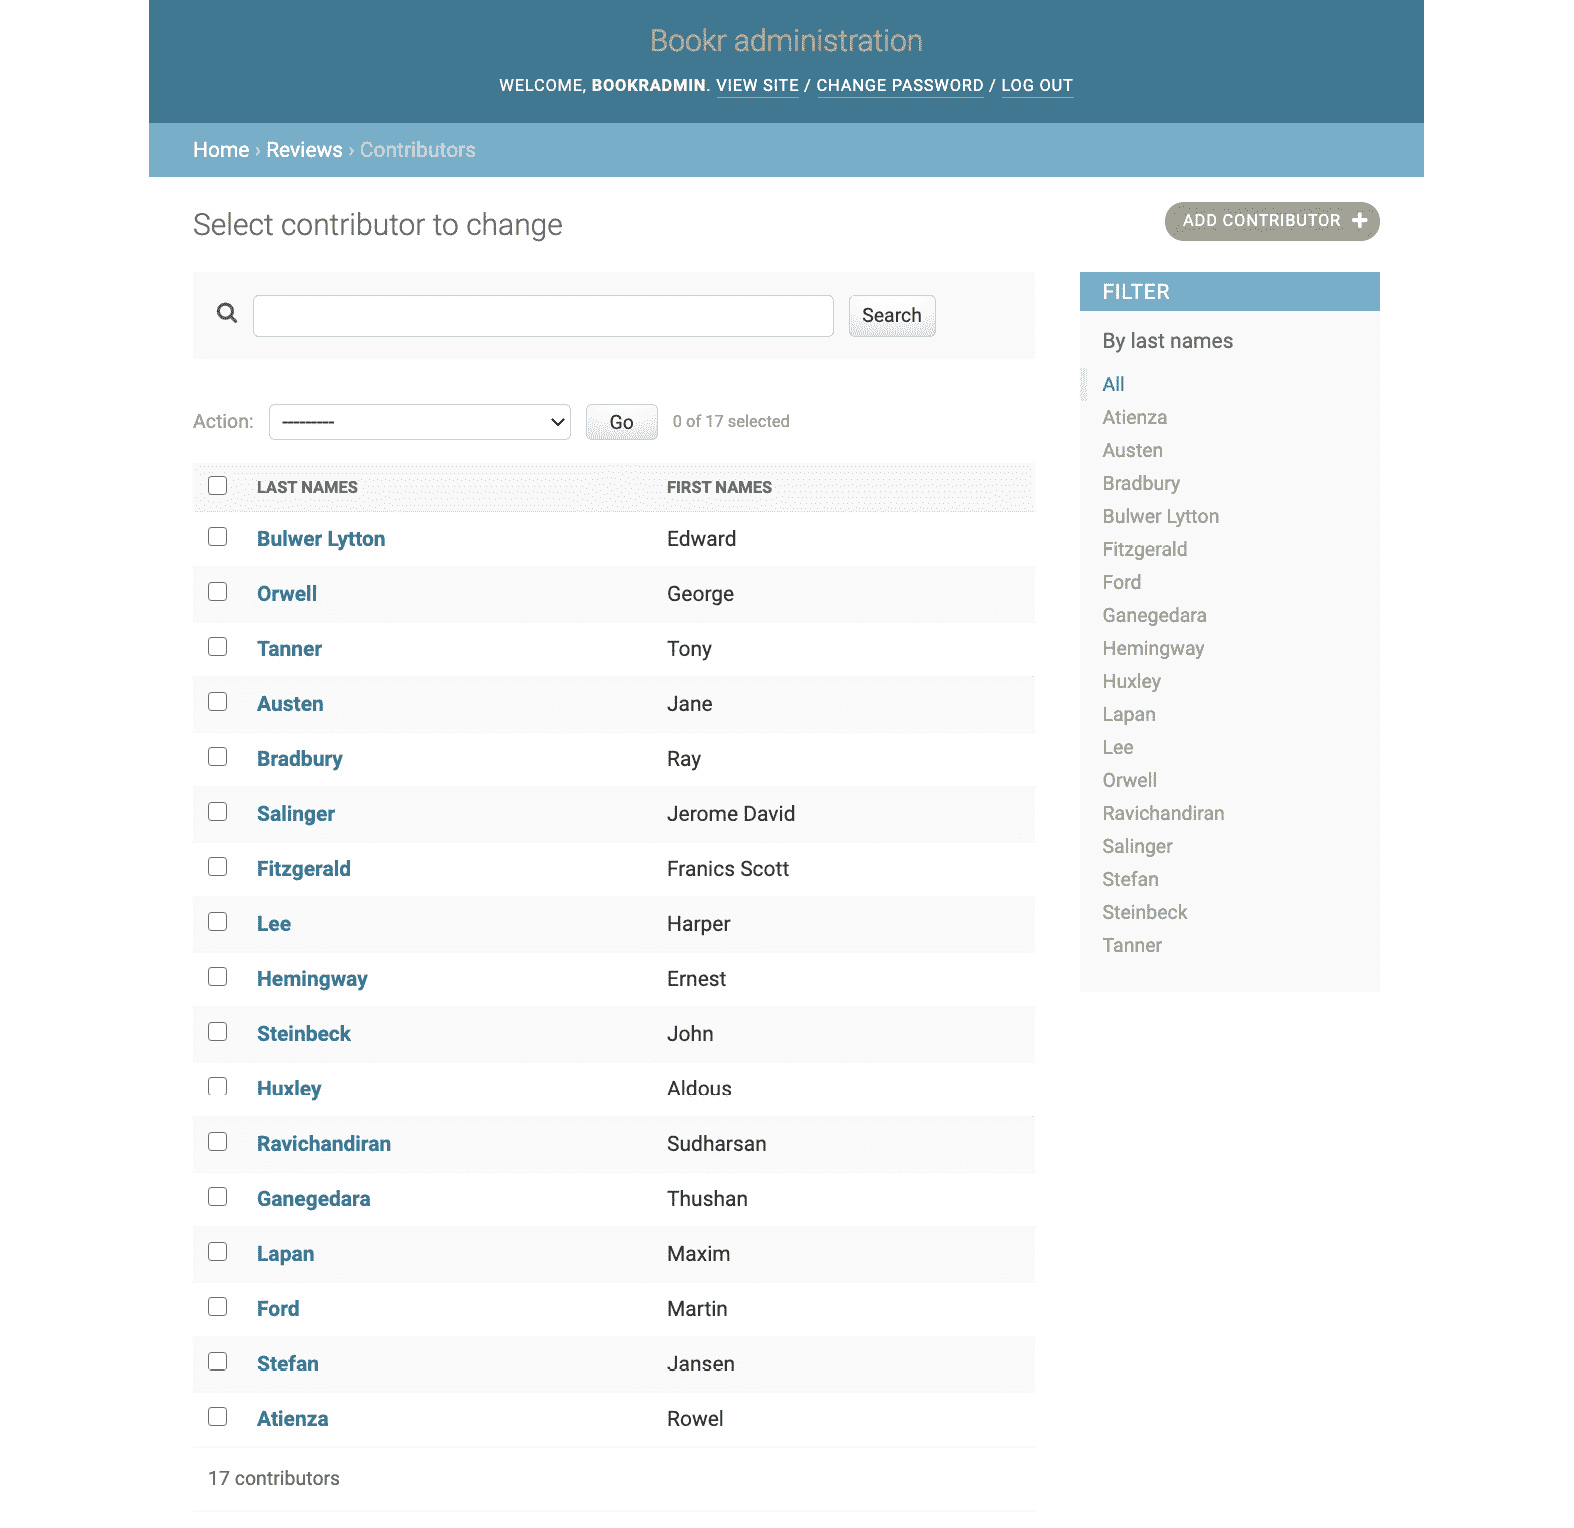 Bookr administration
WELCOME, BOOKRADMIN. VIEW SITE / CHANGE PASSWORD / LOG OUT
Home › Reviews › Contributors
Select contributor to change
ADD CONTRIBUTOR +
Search
Action: --------- Go 0 of 17 selected
LAST NAMES FIRST NAMES
Bulwer Lytton Edward
Orwell George
Tanner Tony
Austen Jane
Bradbury Ray
Salinger Jerome David
Fitzgerald Franics Scott
Lee Harper
Hemingway Ernest
Steinbeck John
Huxley Aldous
Ravichandiran Sudharsan
Ganegedara Thushan
Lapan Maxim
Ford Martin
Stefan Jansen
Atienza Rowel
17 contributors
FILTER
By last names
All
Atienza
Austen
Bradbury
Bulwer Lytton
Fitzgerald
Ford
Ganegedara
Hemingway
Huxley
Lapan
Lee
Orwell
Ravichandiran
Salinger
Stefan
Steinbeck
Tanner